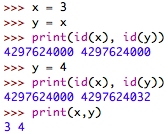 >>> x = 3
>>> y = x
>>> print(id(x), id(y))
4297624000 4297624000
>>> y = 4
>>> print(id(x), id(y))
4297624000 4297624032
>>> print(x,y)
3 4